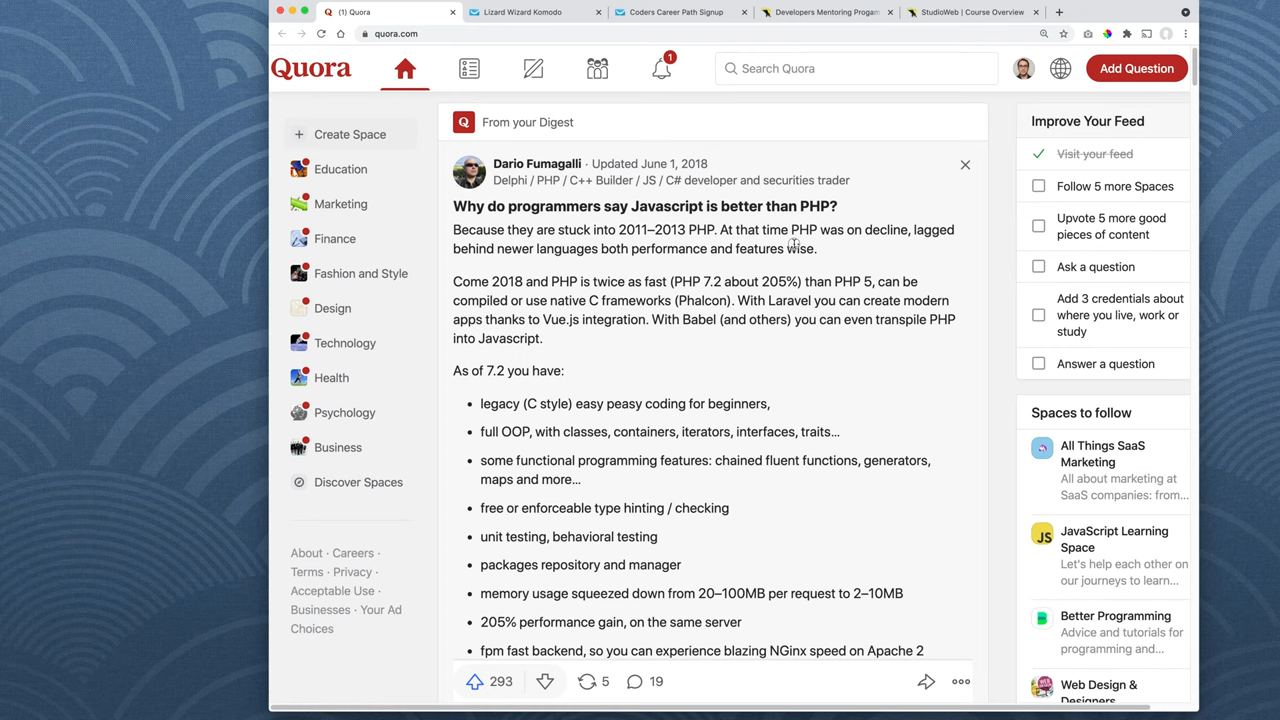 (1) Quora
Lizard Wizard Komodo
Coders Career Path Signup
Developers Mentoring Progam
StudioWeb | Course Overview
quora.com
Quora
1
Search Quora
Add Question
Create Space
Education
Marketing
Finance
Fashion and Style
Design
Technology
Health
Psychology
Business
Discover Spaces
About · Careers ·
Terms · Privacy ·
Acceptable Use ·
Businesses · Your Ad
Choices
Q
From your Digest
Dario Fumagalli · Updated June 1, 2018
Delphi / PHP / C++ Builder / JS / C# developer and securities trader
Why do programmers say Javascript is better than PHP?
Because they are stuck into 2011–2013 PHP. At that time PHP was on decline, lagged
behind newer languages both performance and features wise.
Come 2018 and PHP is twice as fast (PHP 7.2 about 205%) than PHP 5, can be
compiled or use native C frameworks (Phalcon). With Laravel you can create modern
apps thanks to Vue.js integration. With Babel (and others) you can even transpile PHP
into Javascript.
As of 7.2 you have:
• legacy (C style) easy peasy coding for beginners,
• full OOP, with classes, containers, iterators, interfaces, traits...
• some functional programming features: chained fluent functions, generators,
maps and more...
• free or enforceable type hinting / checking
• unit testing, behavioral testing
• packages repository and manager
• memory usage squeezed down from 20–100MB per request to 2–10MB
• 205% performance gain, on the same server
• fpm fast backend, so you can experience blazing NGinx speed on Apache 2
293
5
19
Improve Your Feed
Visit your feed
Follow 5 more Spaces
Upvote 5 more good
pieces of content
Ask a question
Add 3 credentials about
where you live, work or
study
Answer a question
Spaces to follow
All Things SaaS
Marketing
All about marketing at
SaaS companies: from...
JS
JavaScript Learning
Space
Let's help each other on
our journeys to learn...
Better Programming
Advice and tutorials for
programming and...
Web Design &
Designers